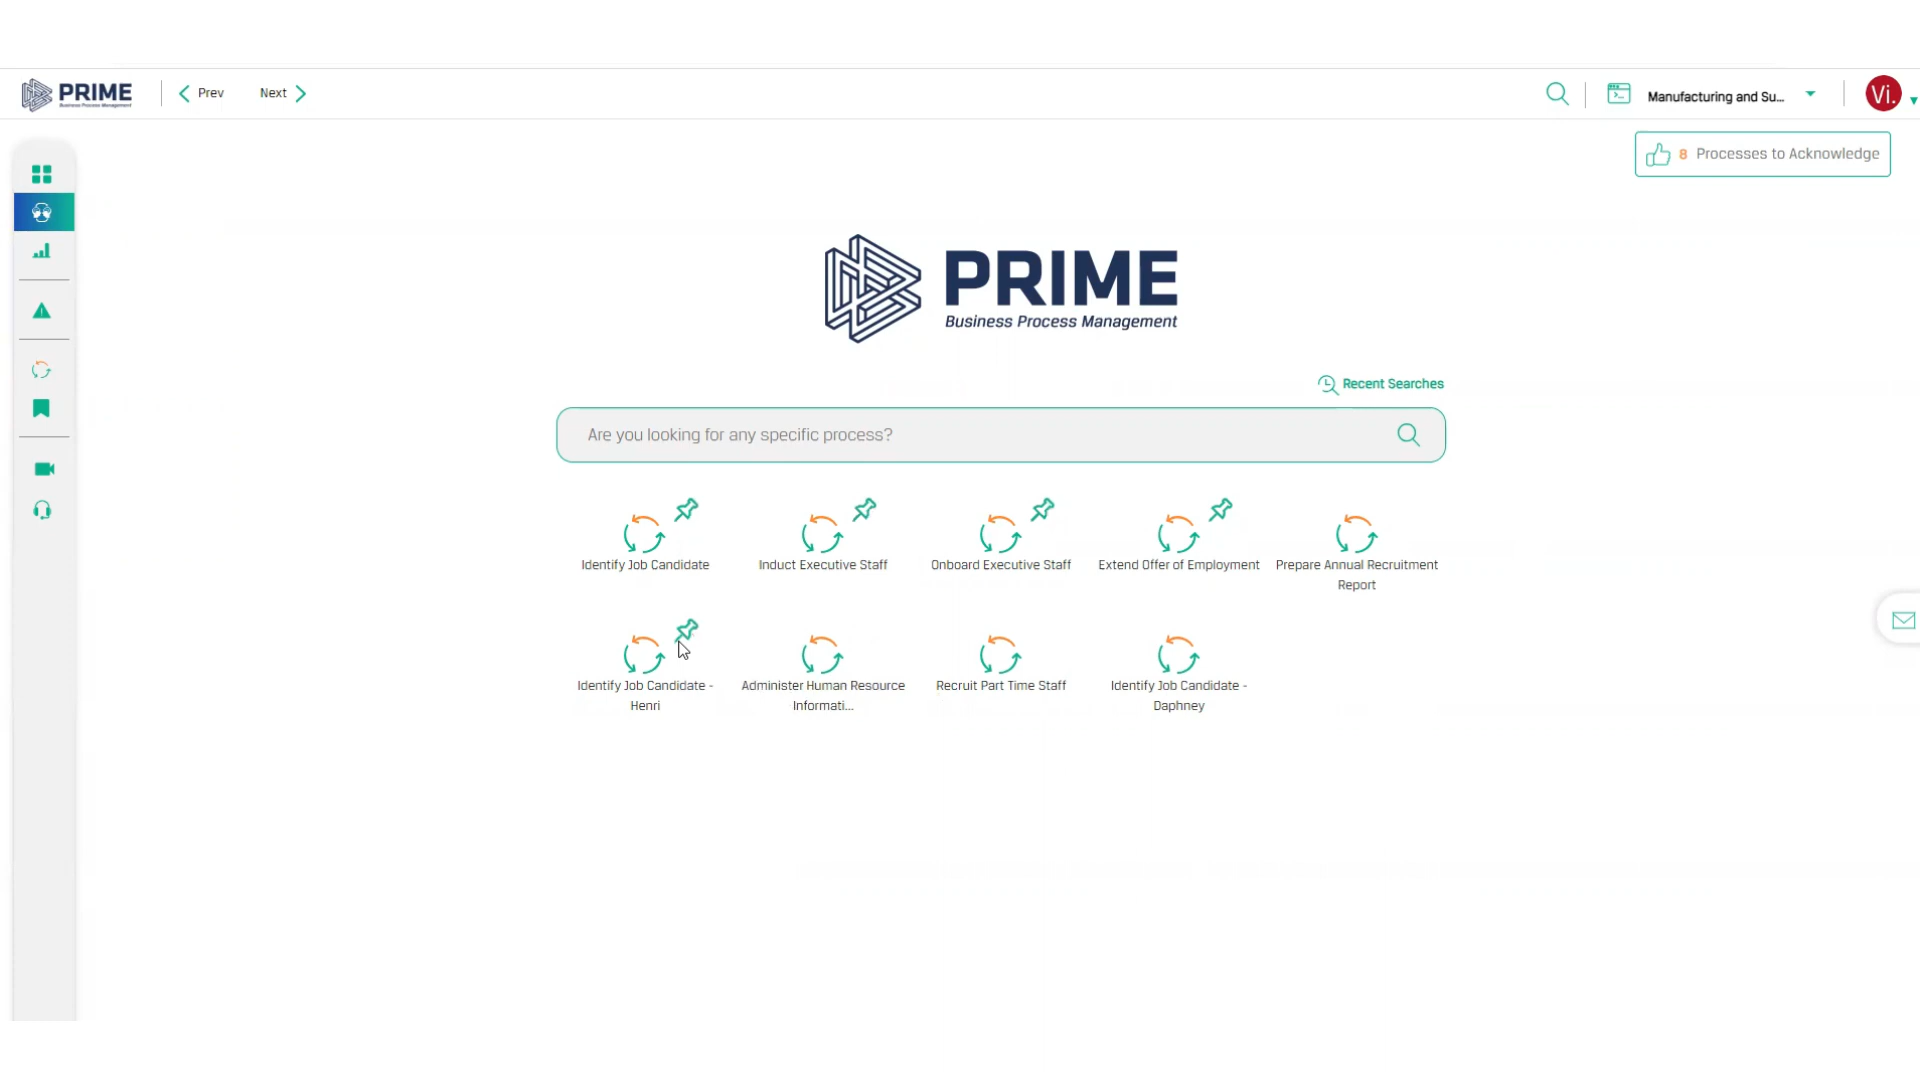 PRIME
Business Process Management
Prev
Next
Manufacturing and Su...
Vi.
8 Processes to Acknowledge
PRIME
Business Process Management
Recent Searches
Are you looking for any specific process?
Identify Job Candidate
Induct Executive Staff
Onboard Executive Staff
Extend Offer of Employment
Prepare Annual Recruitment
Report
Identify Job Candidate -
Henri
Administer Human Resource
Informati...
Recruit Part Time Staff
Identify Job Candidate -
Daphney